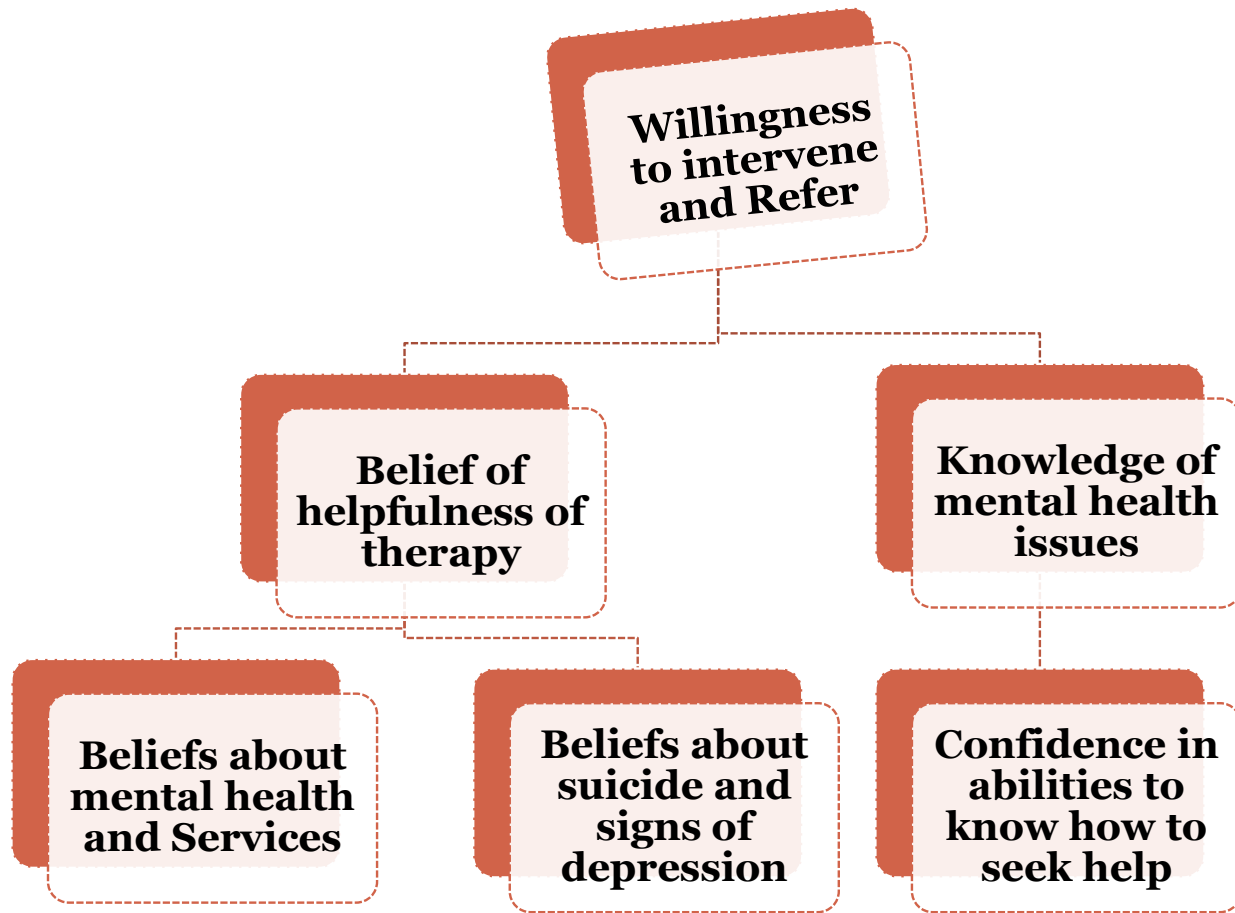 Willingness
to intervene
and Refer
Belief of
helpfulness of
therapy
Knowledge of
mental health
issues
Beliefs about
mental health
and Services
Beliefs about
suicide and
signs of
depression
Confidence in
abilities to
know how to
seek help